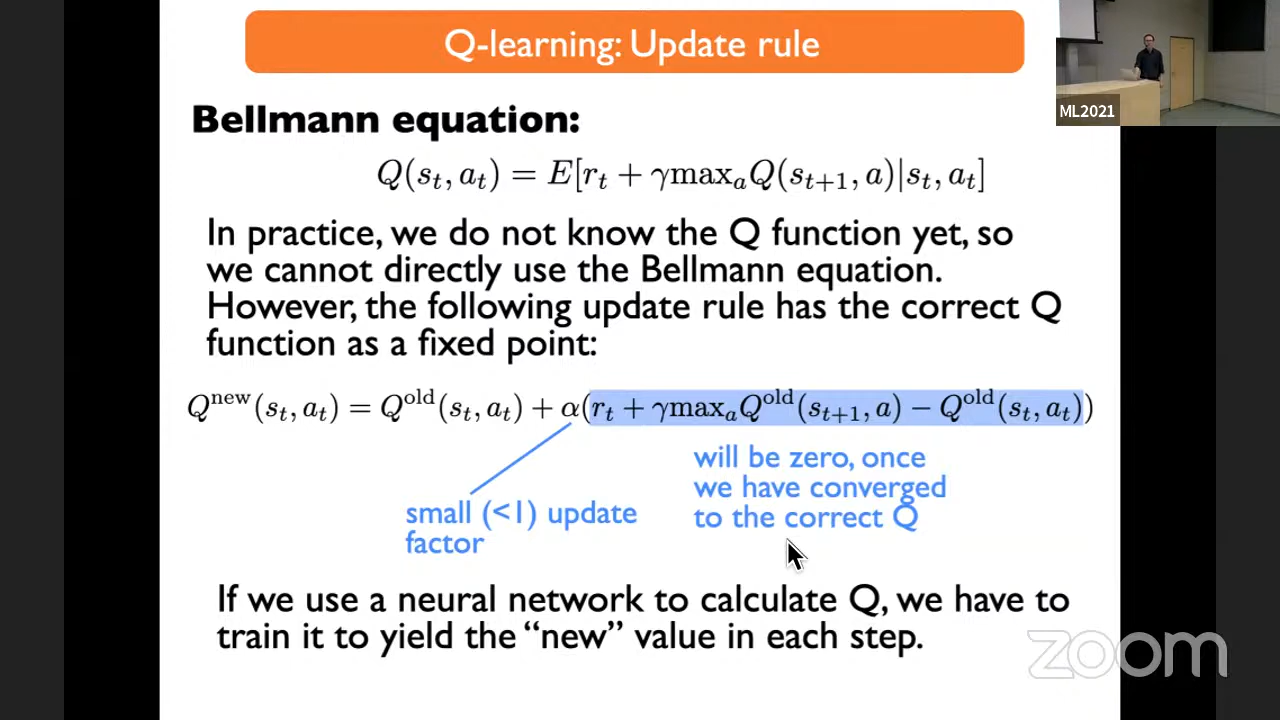 Q-learning: Update rule
ML2021
Bellmann equation:
Q(s_t, a_t) = E[r_t + γmax_aQ(s_{t+1}, a)|s_t, a_t]
In practice, we do not know the Q function yet, so
we cannot directly use the Bellmann equation.
However, the following update rule has the correct Q
function as a fixed point:
Q^new(s_t, a_t) = Q^old(s_t, a_t) + α(r_t + γmax_aQ^old(s_{t+1}, a) − Q^old(s_t, a_t))
small (<1) update
factor
will be zero, once
we have converged
to the correct Q
If we use a neural network to calculate Q, we have to
train it to yield the “new” value in each step.
zoom